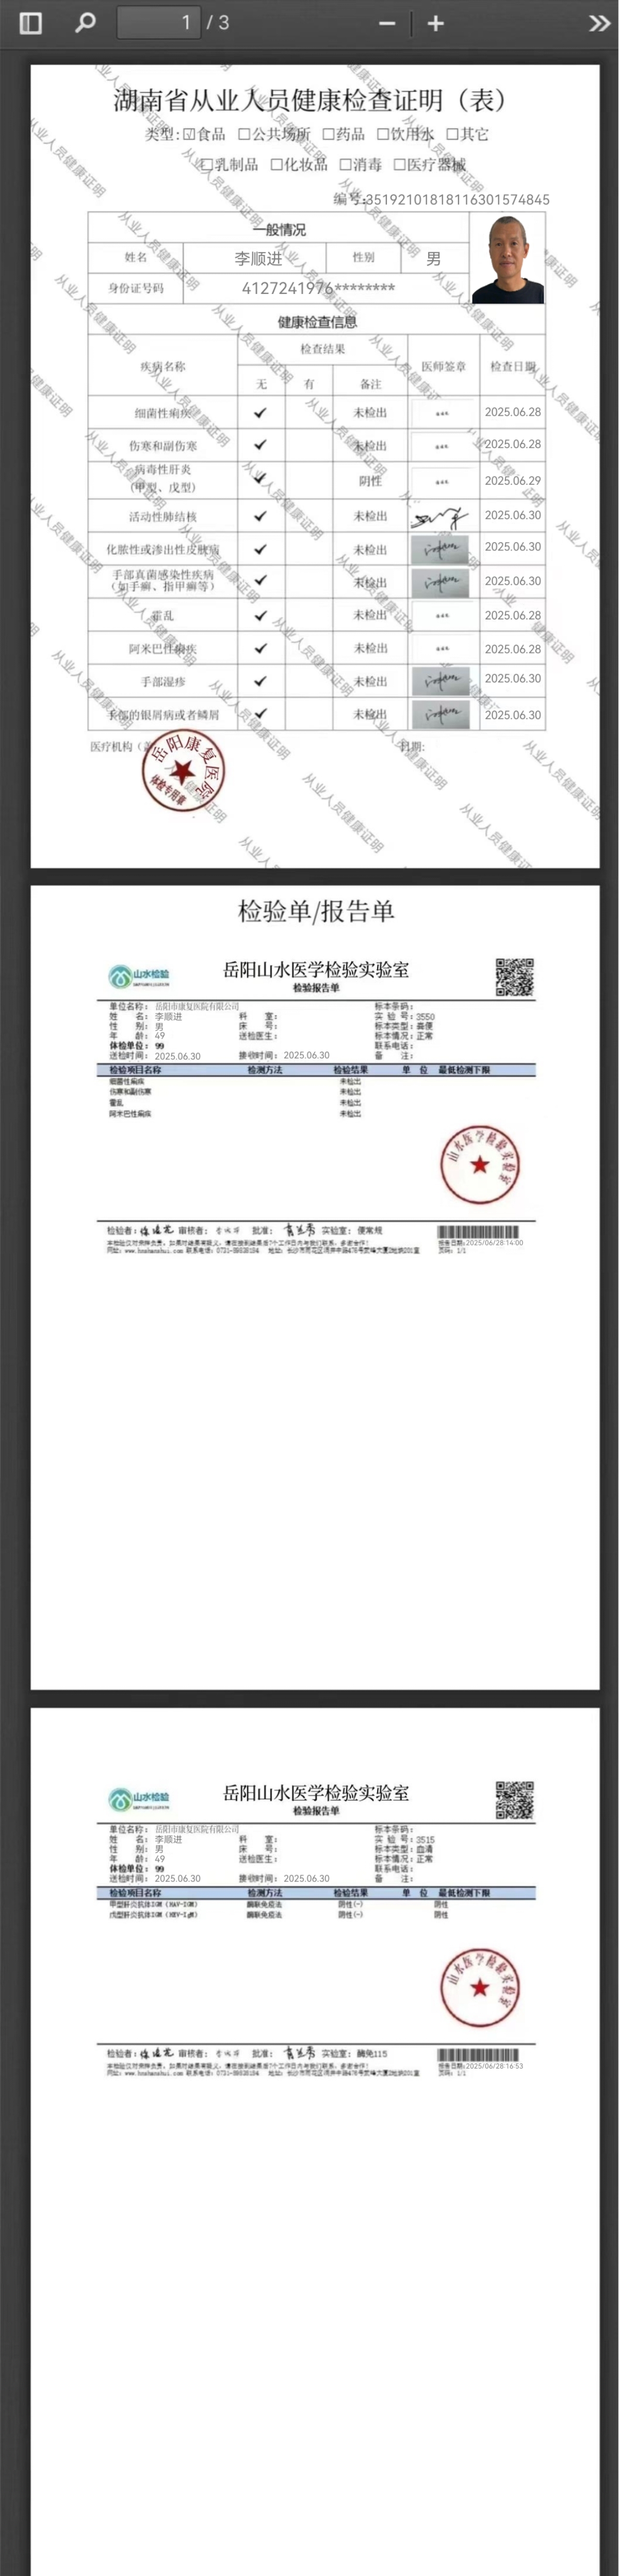 1 / 3
湖南省从业人员健康检查证明（表）
类型:☑食品 □公共场所 □药品 □饮用水 □其它
□乳制品 □化妆品 □消毒 □医疗器械
编号:35192101818116301574845
一般情况
姓名 李顺进 性别 男
身份证号码 4127241976********
健康检查信息
疾病名称 检查结果 医师签章 检查日期
无 有 备注
细菌性痢疾 ✓ 未检出 2025.06.28
伤寒和副伤寒 ✓ 未检出 2025.06.28
病毒性肝炎
(甲型、戊型) ✓ 阴性 2025.06.29
活动性肺结核 ✓ 未检出 2025.06.30
化脓性或渗出性皮肤病 ✓ 未检出 2025.06.30
手部真菌感染性疾病
（如手癣、指甲癣等） ✓ 未检出 2025.06.30
霍乱 ✓ 未检出 2025.06.28
阿米巴性痢疾 ✓ 未检出 2025.06.28
手部湿疹 ✓ 未检出 2025.06.30
手部的银屑病或者鳞屑 ✓ 未检出 2025.06.30
医疗机构（ 日期:
岳阳康复医院
体检专用章
从业人员健康证明
检验单/报告单
山水检验
岳阳山水医学检验实验室
检验报告单
单位名称: 岳阳市康复医院有限公司 标本条码:
姓 名: 李顺进 科 室: 实 验 号: 3550
性 别: 男 床 号: 标本类型: 粪便
年 龄: 49 送检医生: 标本情况: 正常
体检单位: 99 联系电话:
送检时间: 2025.06.30 接收时间: 2025.06.30 备 注:
检验项目名称 检测方法 检验结果 单 位 最低检测下限
细菌性痢疾 未检出
伤寒和副伤寒 未检出
霍乱 未检出
阿米巴性痢疾 未检出
山水医学检验实验室
检验者: 审核者: 批准: 实验室: 便常规
报告日期:2025/06/28:14:00
页码: 1/1
山水检验
岳阳山水医学检验实验室
检验报告单
单位名称: 岳阳市康复医院有限公司 标本条码:
姓 名: 李顺进 科 室: 实 验 号: 3515
性 别: 男 床 号: 标本类型: 血清
年 龄: 49 送检医生: 标本情况: 正常
体检单位: 99 联系电话:
送检时间: 2025.06.30 接收时间: 2025.06.30 备 注:
检验项目名称 检测方法 检验结果 单 位 最低检测下限
甲型肝炎抗体IGM (HAV-IGM) 酶联免疫法 阴性(-) 阴性
戊型肝炎抗体IGM (HEV-IgM) 酶联免疫法 阴性(-) 阴性
山水医学检验实验室
检验者: 审核者: 批准: 实验室: 酶免115
报告日期:2025/06/28:16:53
页码: 1/1